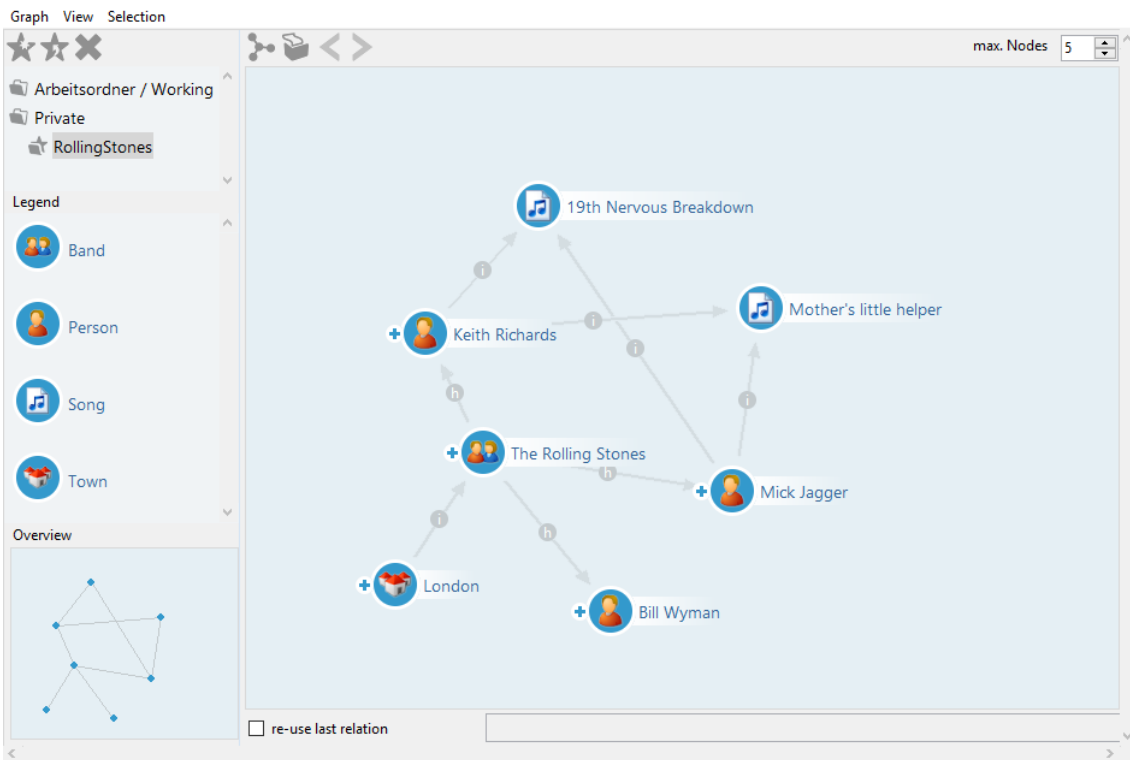 Graph View Selection
max. Nodes 5
Arbeitsordner / Working
Private
RollingStones
Legend
Band
Person
Song
Town
Overview
19th Nervous Breakdown
i
Mother's little helper
i
Keith Richards
i
h
i
The Rolling Stones
h
Mick Jagger
i
h
London
Bill Wyman
re-use last relation